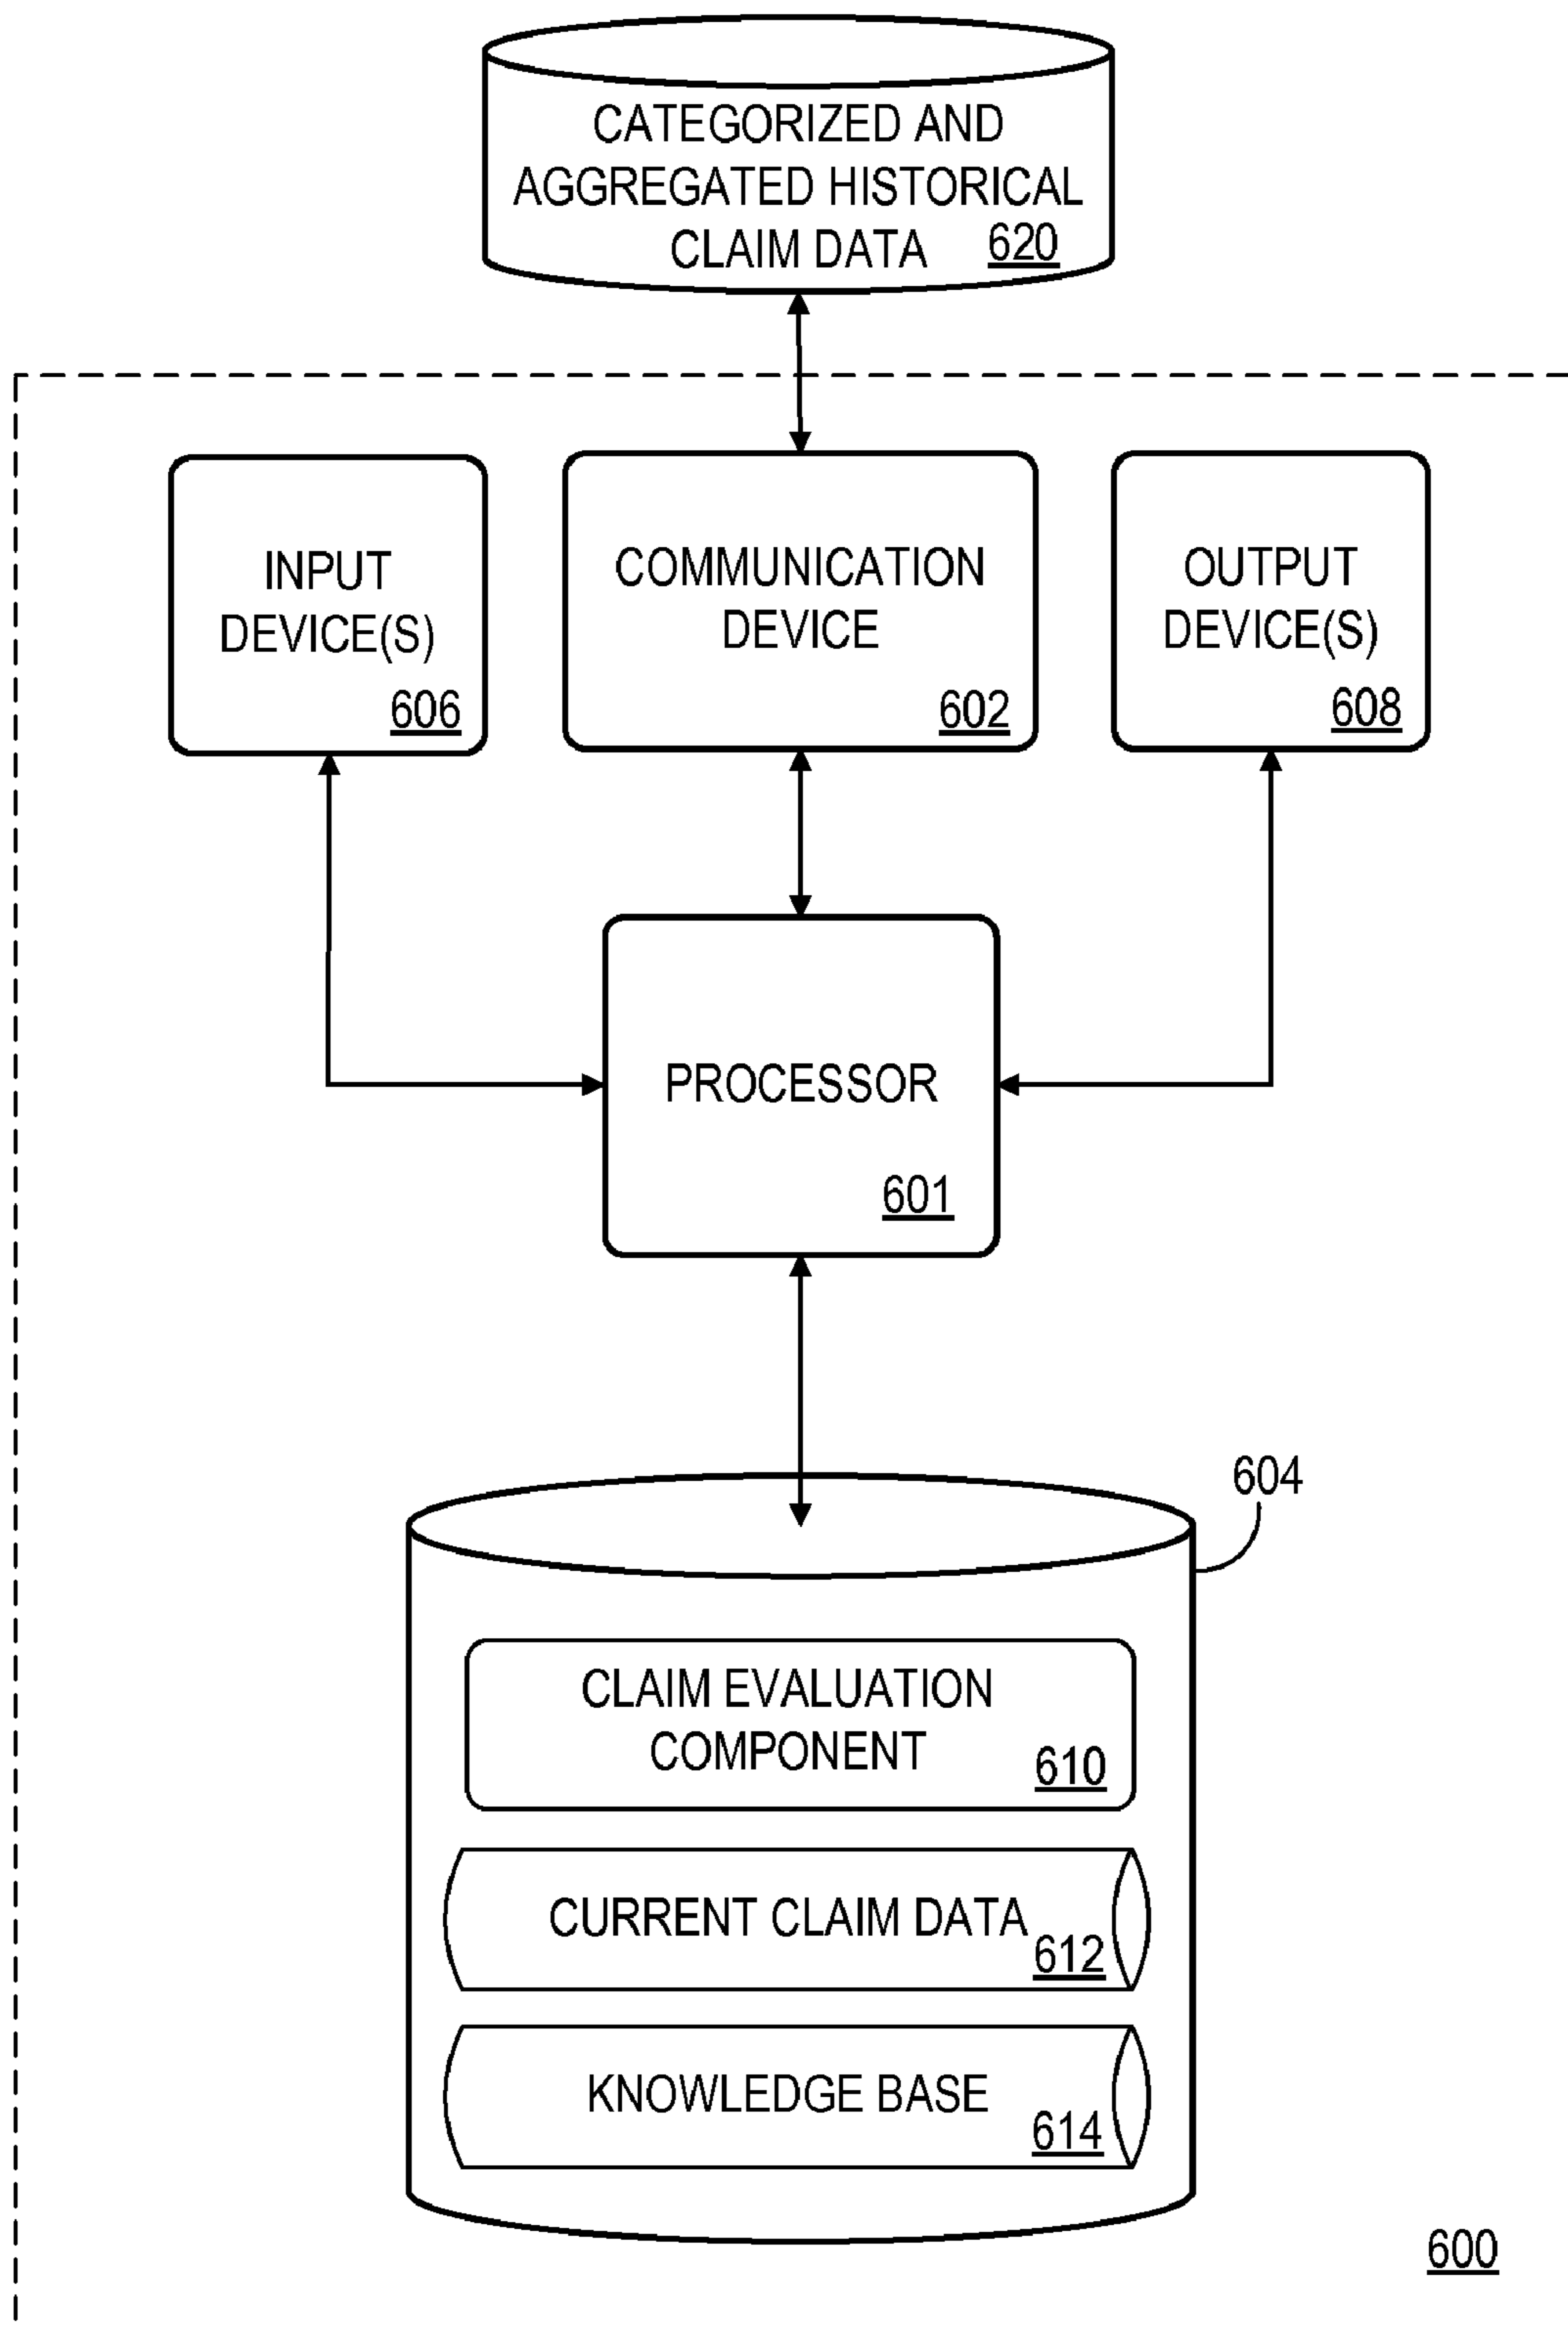 CATEGORIZED AND
AGGREGATED HISTORICAL
CLAIM DATA 620
INPUT
DEVICE(S)
606
COMMUNICATION
DEVICE
602
OUTPUT
DEVICE(S)
608
PROCESSOR
601
604
CLAIM EVALUATION
COMPONENT
610
CURRENT CLAIM DATA
612
KNOWLEDGE BASE
614
600